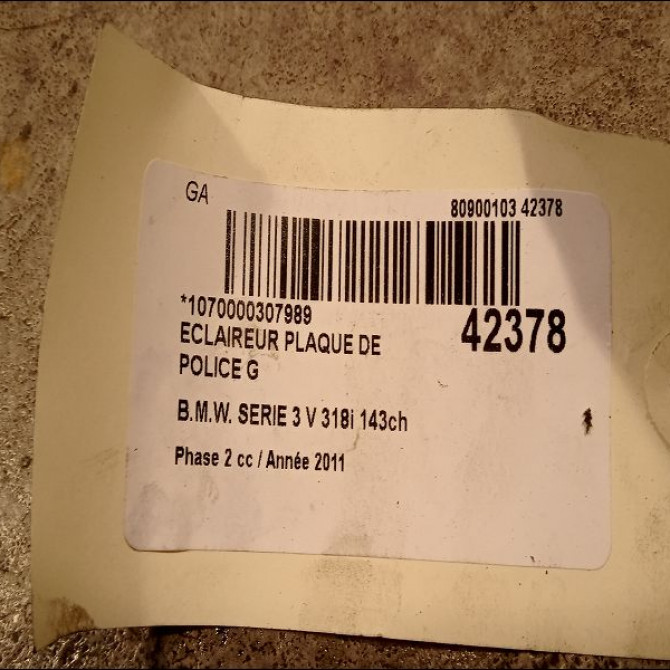 GA
80900103 42378
*1070000307989
42378
ECLAIREUR PLAQUE DE
POLICE G
B.M.W. SERIE 3 V 318i 143ch
Phase 2 cc / Année 2011